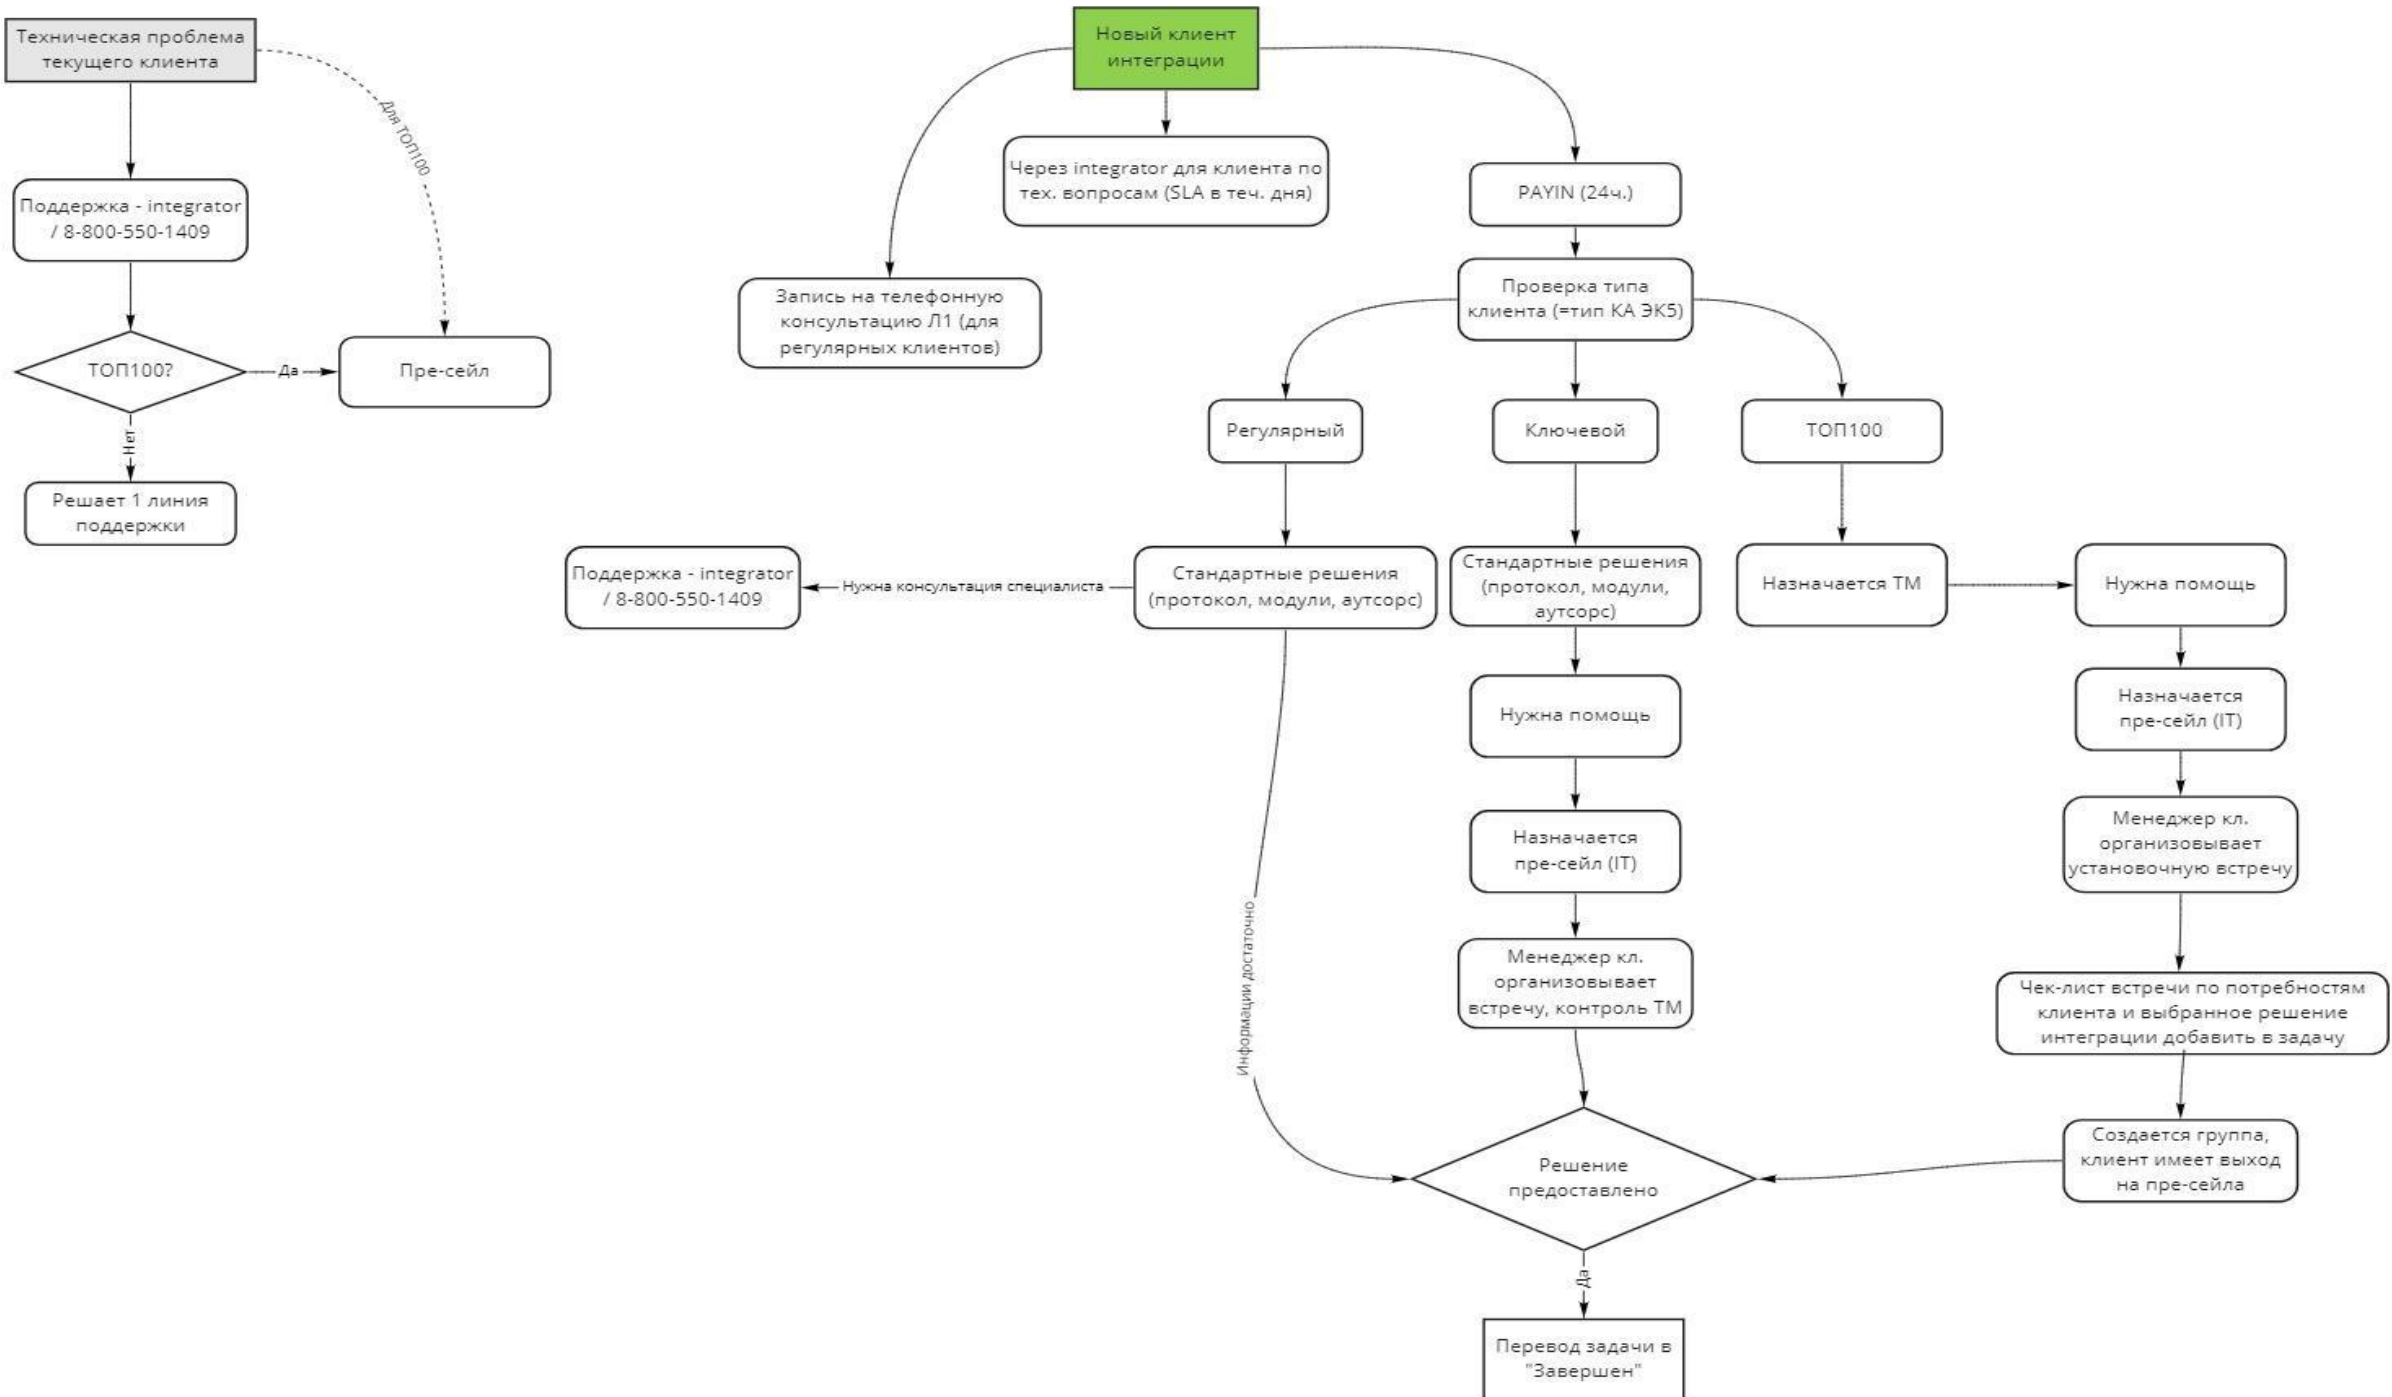 Техническая проблема
текущего клиента
для ТОП100
Поддержка - integrator
/ 8-800-550-1409
ТОП100?
Да
Пре-сейл
Нет
Решает 1 линия
поддержки
Новый клиент
интеграции
Через integrator для клиента по
тех. вопросам (SLA в теч. дня)
Запись на телефонную
консультацию Л1 (для
регулярных клиентов)
PAYIN (24ч.)
Проверка типа
клиента (=тип КА ЭК5)
Регулярный
Ключевой
ТОП100
Поддержка - integrator
/ 8-800-550-1409
Нужна консультация специалиста
Стандартные решения
(протокол, модули, аутсорс)
Информации достаточно
Стандартные решения
(протокол, модули,
аутсорс)
Нужна помощь
Назначается
пре-сейл (IT)
Менеджер кл.
организовывает
встречу, контроль ТМ
Назначается ТМ
Нужна помощь
Назначается
пре-сейл (IT)
Менеджер кл.
организовывает
установочную встречу
Чек-лист встречи по потребностям
клиента и выбранное решение
интеграции добавить в задачу
Создается группа,
клиент имеет выход
на пре-сейла
Решение
предоставлено
Да
Перевод задачи в
"Завершен"